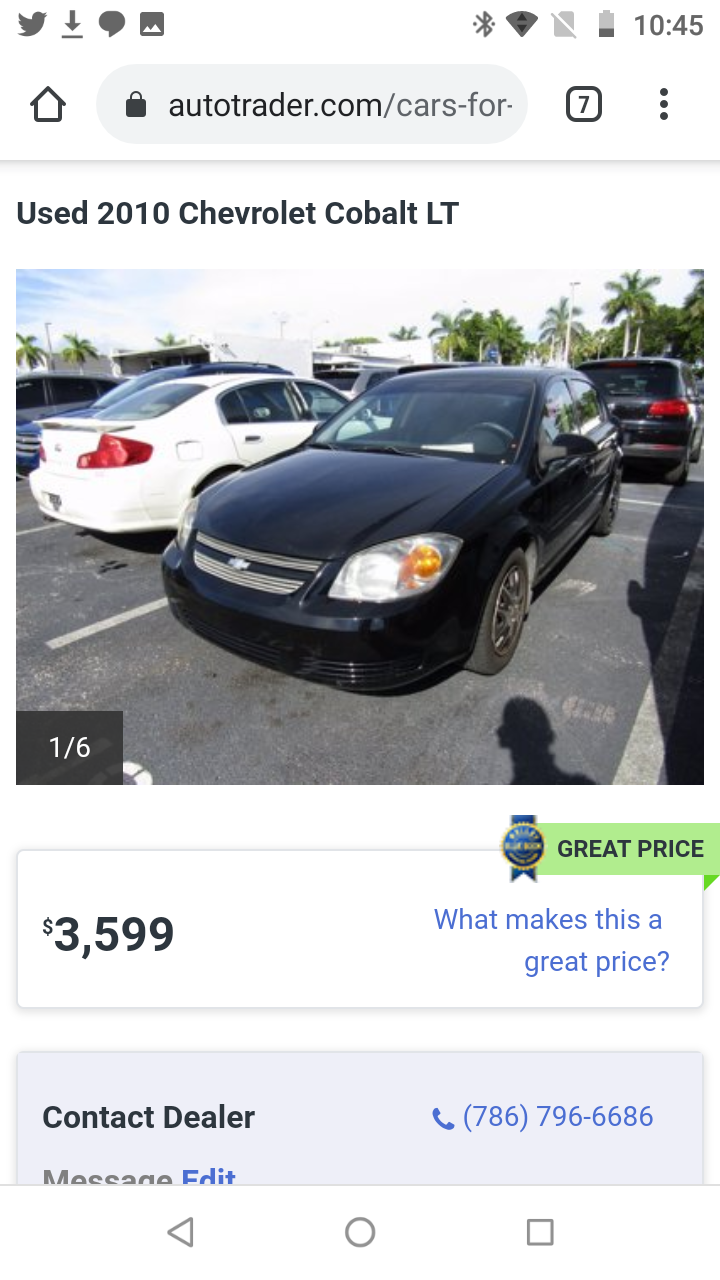 10:45
autotrader.com/cars-for-
7
Used 2010 Chevrolet Cobalt LT
1/6
KELLEY
BLUE BOOK
GREAT PRICE
$3,599
What makes this a
great price?
Contact Dealer
(786) 796-6686
Message Edit